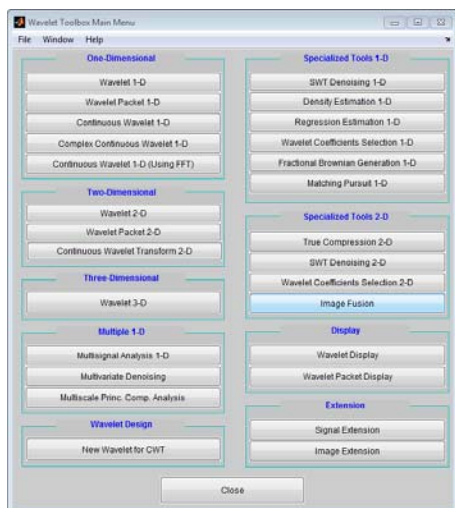 Wavelet Toolbox Main Menu
File Window Help
One-Dimensional
Wavelet 1-D
Wavelet Packet 1-D
Continuous Wavelet 1-D
Complex Continuous Wavelet 1-D
Continuous Wavelet 1-D (Using FFT)
Two-Dimensional
Wavelet 2-D
Wavelet Packet 2-D
Continuous Wavelet Transform 2-D
Three-Dimensional
Wavelet 3-D
Multiple 1-D
Multisignal Analysis 1-D
Multivariate Denoising
Multiscale Princ. Comp. Analysis
Wavelet Design
New Wavelet for CWT
Specialized Tools 1-D
SWT Denoising 1-D
Density Estimation 1-D
Regression Estimation 1-D
Wavelet Coefficients Selection 1-D
Fractional Brownian Generation 1-D
Matching Pursuit 1-D
Specialized Tools 2-D
True Compression 2-D
SWT Denoising 2-D
Wavelet Coefficients Selection 2-D
Image Fusion
Display
Wavelet Display
Wavelet Packet Display
Extension
Signal Extension
Image Extension
Close